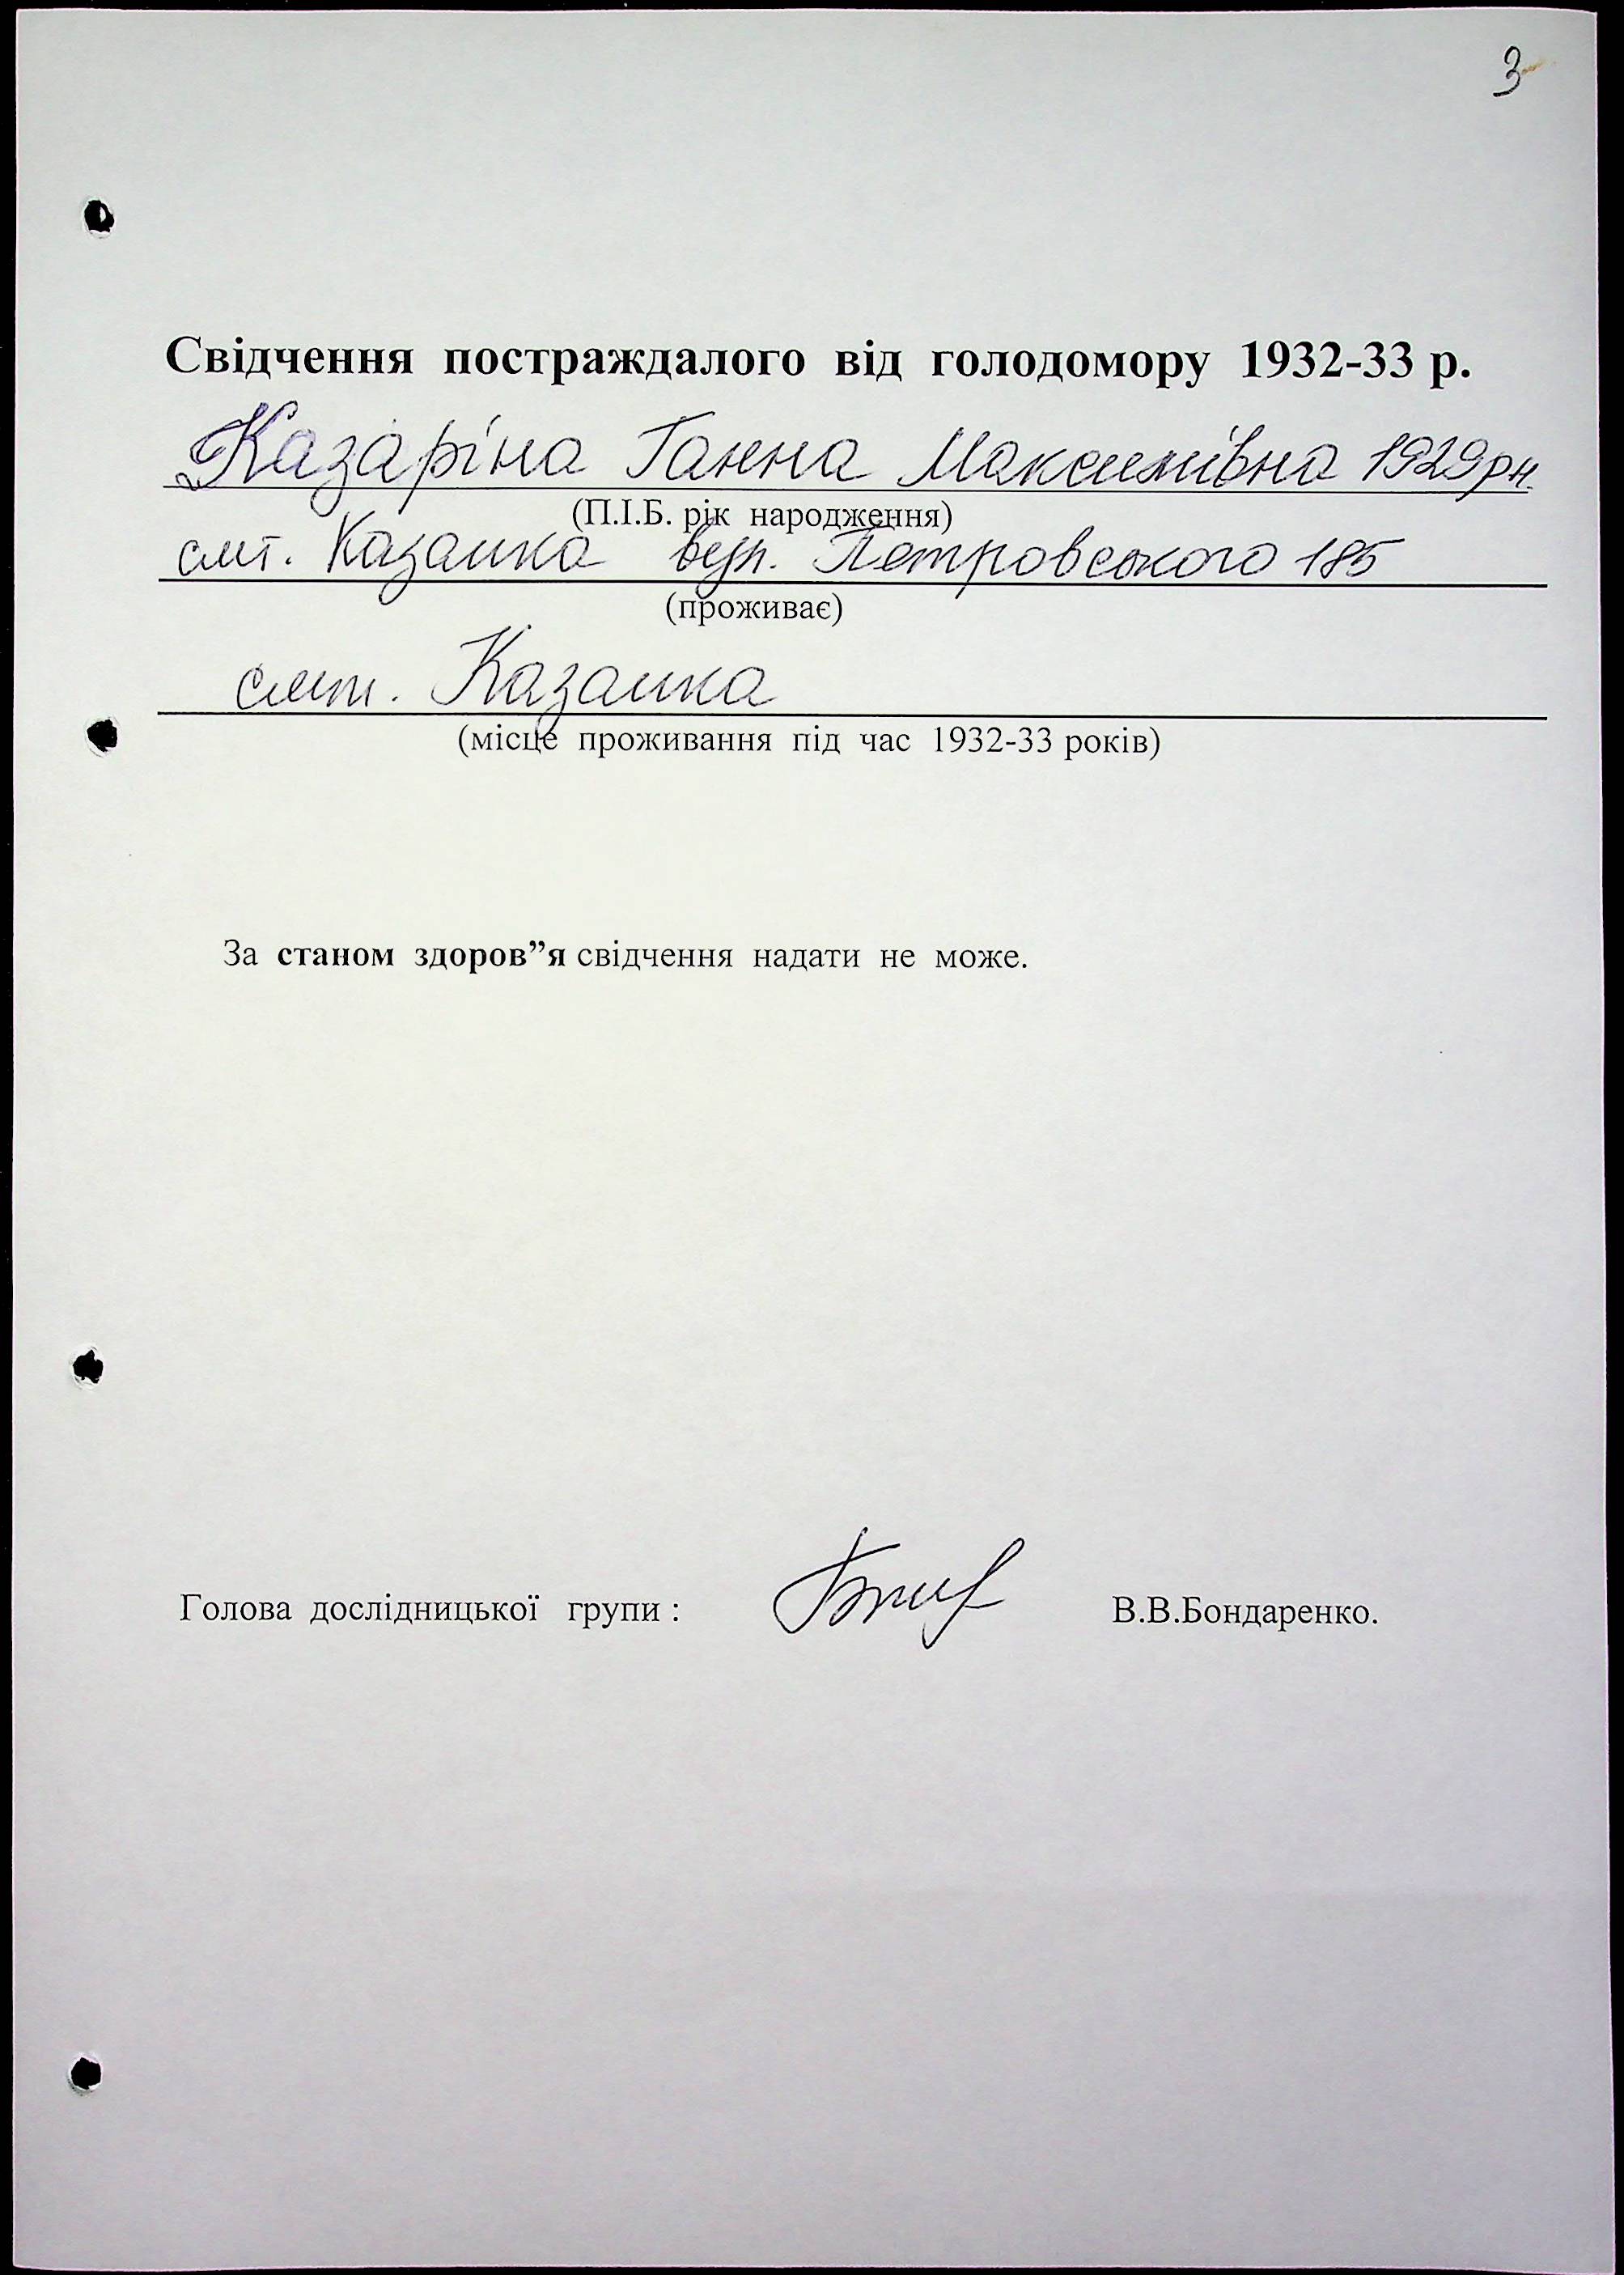 3
Свідчення постраждалого від голодомору 1932-33 р.
Казаріна Ганна Максимівна 1929рн.
(П.І.Б. рік народження)
смт. Казанка вул. Петровського 185
(проживає)
смт. Казанка
(місце проживання під час 1932-33 років)
За станом здоров”я свідчення надати не може.
Голова дослідницької групи : В.В.Бондаренко.